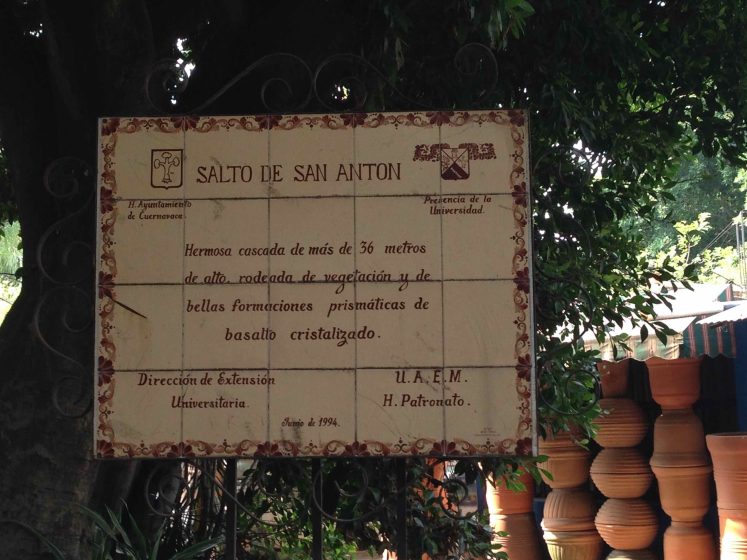 SALTO DE SAN ANTON
H. Ayuntamiento
de Cuernavaca.
Presencia de la
Universidad.
Hermosa cascada de más de 36 metros
de alto, rodeada de vegetación y de
bellas formaciones prismáticas de
basalto cristalizado.
Dirección de Extensión
Universitaria.
U. A. E. M.
H. Patronato.
Junio de 1994.